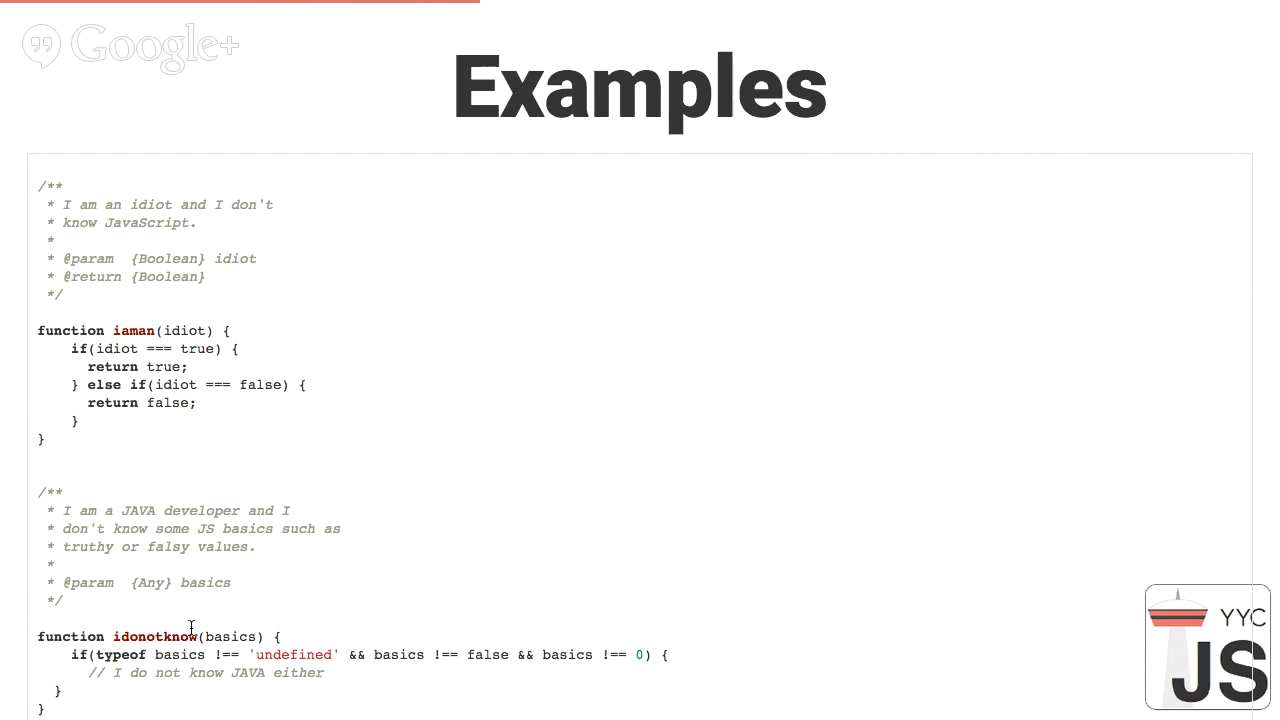 Google+
Examples
/**
 * I am an idiot and I don't
 * know JavaScript.
 *
 * @param  {Boolean} idiot
 * @return {Boolean}
 */
function iaman(idiot) {
    if(idiot === true) {
      return true;
    } else if(idiot === false) {
      return false;
    }
}
/**
 * I am a JAVA developer and I
 * don't know some JS basics such as
 * truthy or falsy values.
 *
 * @param  {Any} basics
 */
function idonotknow(basics) {
    if(typeof basics !== 'undefined' && basics !== false && basics !== 0) {
      // I do not know JAVA either
  }
}
YYC
JS